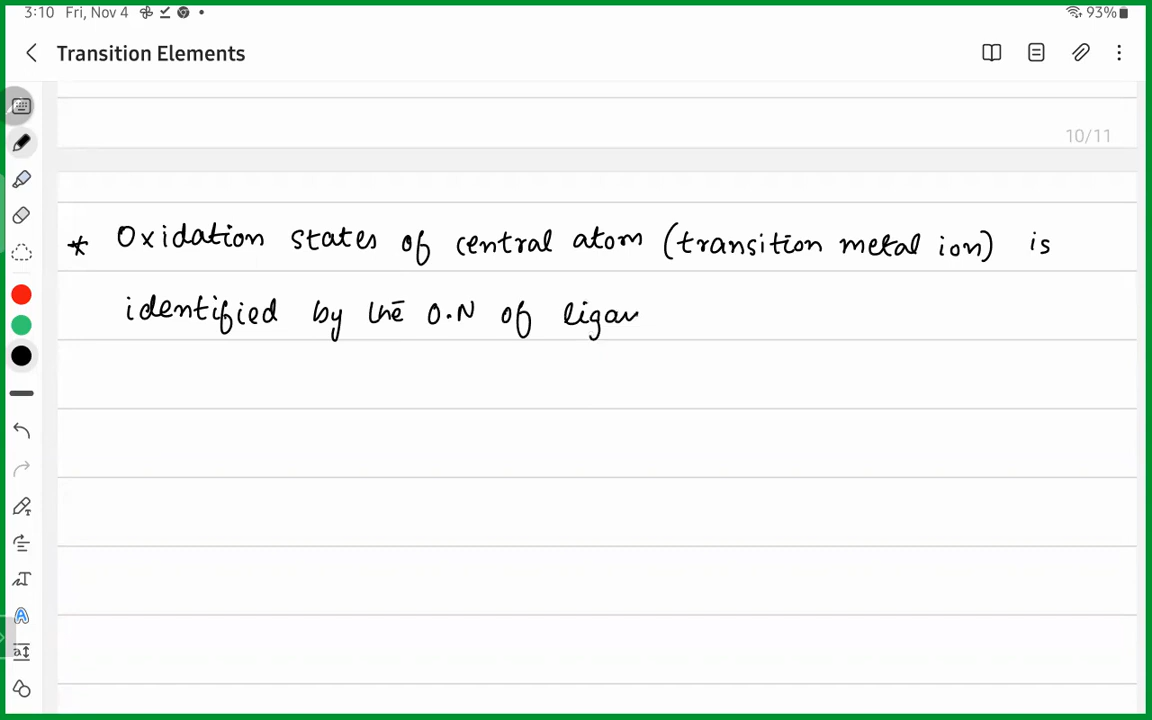 3:10 Fri, Nov 4 93%
Transition Elements
10/11
* Oxidation states of central atom (transition metal ion) is
identified by the O.N of ligan